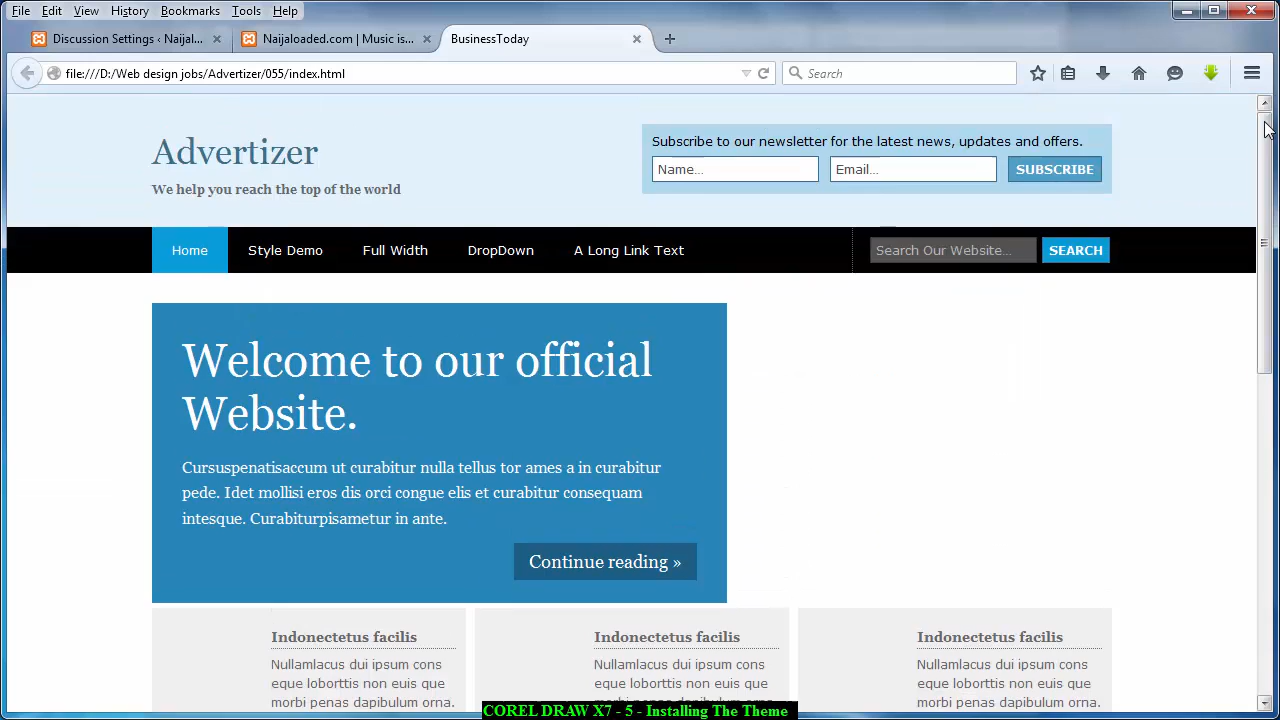 File Edit View History Bookmarks Tools Help
Discussion Settings ‹ Naijal... Naijaloaded.com | Music is... BusinessToday
file:///D:/Web design jobs/Advertizer/055/index.html Search
Advertizer
We help you reach the top of the world
Subscribe to our newsletter for the latest news, updates and offers.
Name... Email... SUBSCRIBE
Home Style Demo Full Width DropDown A Long Link Text Search Our Website... SEARCH
Welcome to our official
Website.
Cursuspenatisaccum ut curabitur nulla tellus tor ames a in curabitur
pede. Idet mollisi eros dis orci congue elis et curabitur consequam
intesque. Curabiturpisametur in ante.
Continue reading »
Indonectetus facilis
Nullamlacus dui ipsum cons
eque loborttis non euis que
morbi penas dapibulum orna.
Indonectetus facilis
Nullamlacus dui ipsum cons
eque loborttis non euis que
morbi penas dapibulum orna.
Indonectetus facilis
Nullamlacus dui ipsum cons
eque loborttis non euis que
morbi penas dapibulum orna.
COREL DRAW X7 - 5 - Installing The Theme